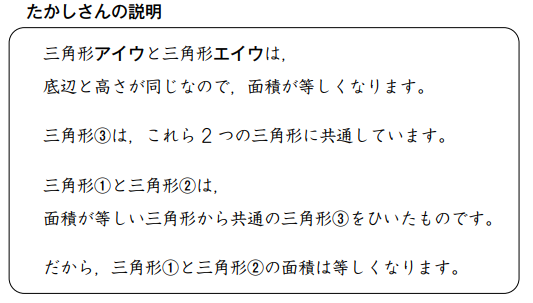 たかしさんの説明
三角形アイウと三角形エイウは,
底辺と高さが同じなので,面積が等しくなります。
三角形③は,これら2つの三角形に共通しています。
三角形①と三角形②は,
面積が等しい三角形から共通の三角形③をひいたものです。
だから,三角形①と三角形②の面積は等しくなります。